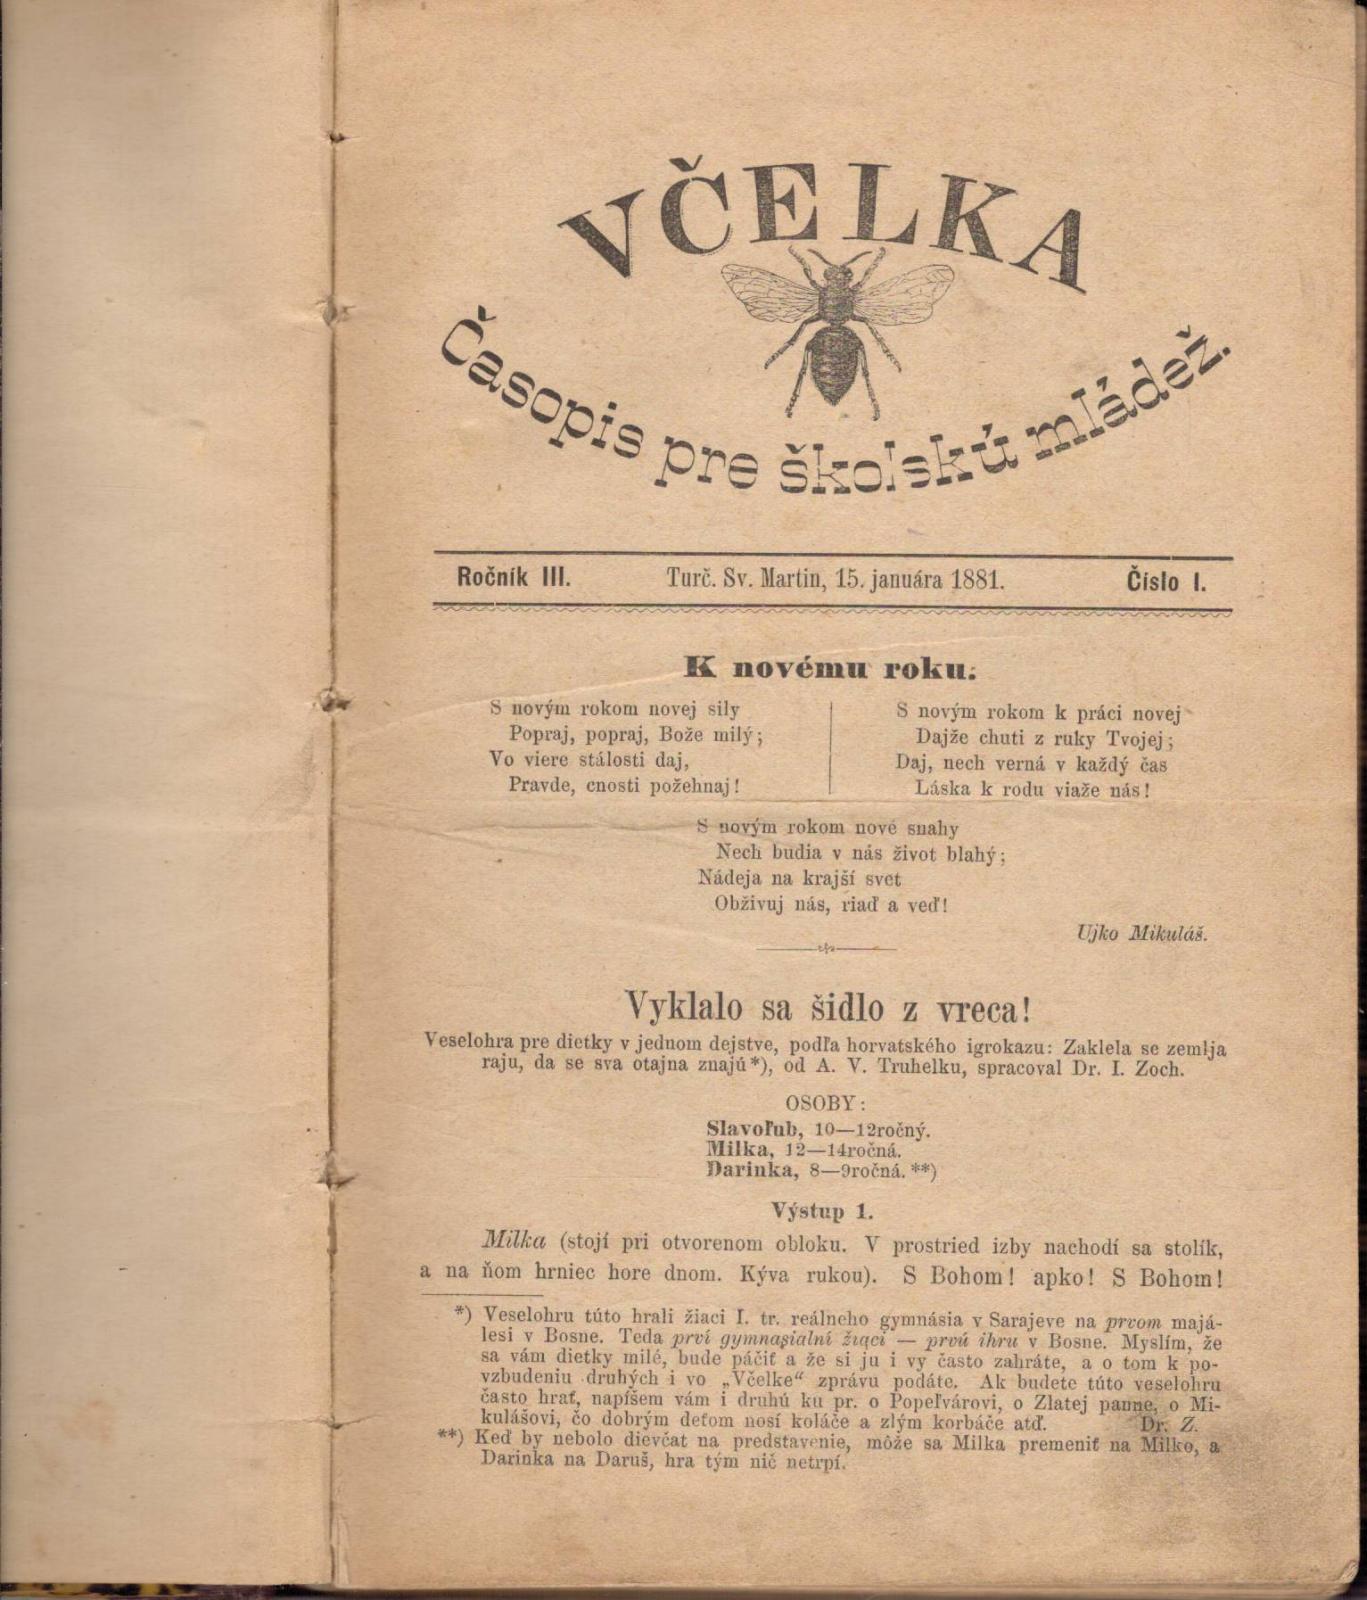 VČELKA
Časopis pre školskú mládež.
Ročník III. Turč. Sv. Martin, 15. januára 1881. Číslo I.
K novému roku.
S novým rokom novej sily
Popraj, popraj, Bože milý;
Vo viere stálosti daj,
Pravde, cnosti požehnaj!
S novým rokom k práci novej
Dajže chuti z ruky Tvojej;
Daj, nech verná v každý čas
Láska k rodu viaže nás!
S novým rokom nové snahy
Nech budia v nás život blahý;
Nádeja na krajší svet
Obživuj nás, riaď a veď!
Ujko Mikuláš.
Vyklalo sa šidlo z vreca!
Veselohra pre dietky v jednom dejstve, podľa horvatského igrokazu: Zaklela se zemlja
raju, da se sva otajna znajú*), od A. V. Truhelku, spracoval Dr. I. Zoch.
OSOBY:
Slavoľub, 10—12ročný.
Milka, 12—14ročná.
Darinka, 8—9ročná.**)
Výstup 1.
Milka (stojí pri otvorenom obloku. V prostried izby nachodí sa stolík,
a na ňom hrniec hore dnom. Kýva rukou). S Bohom! apko! S Bohom!
*) Veselohru túto hrali žiaci I. tr. reálneho gymnásia v Sarajeve na prvom majá-
lesi v Bosne. Teda prví gymnasialní žiaci — prvú ihru v Bosne. Myslím, že
sa vám dietky milé, bude páčiť a že si ju i vy často zahráte, a o tom k po-
vzbudeniu druhých i vo „Včelke“ zprávu podáte. Ak budete túto veselohru
často hrať, napíšem vám i druhú ku pr. o Popeľvárovi, o Zlatej panne, o Mi-
kulášovi, čo dobrým deťom nosí koláče a zlým korbáče atď. Dr. Z.
**) Keď by nebolo dievčat na predstavenie, môže sa Milka premeniť na Milko, a
Darinka na Daruš, hra tým nič netrpí.